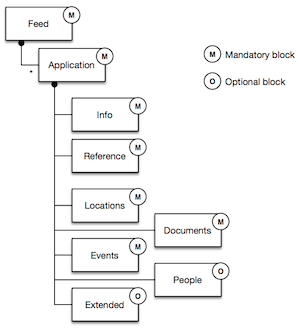 Feed M
M Mandatory block
Application M
*
O Optional block
Info M
Reference M
Locations M
Documents M
Events M
People O
Extended O